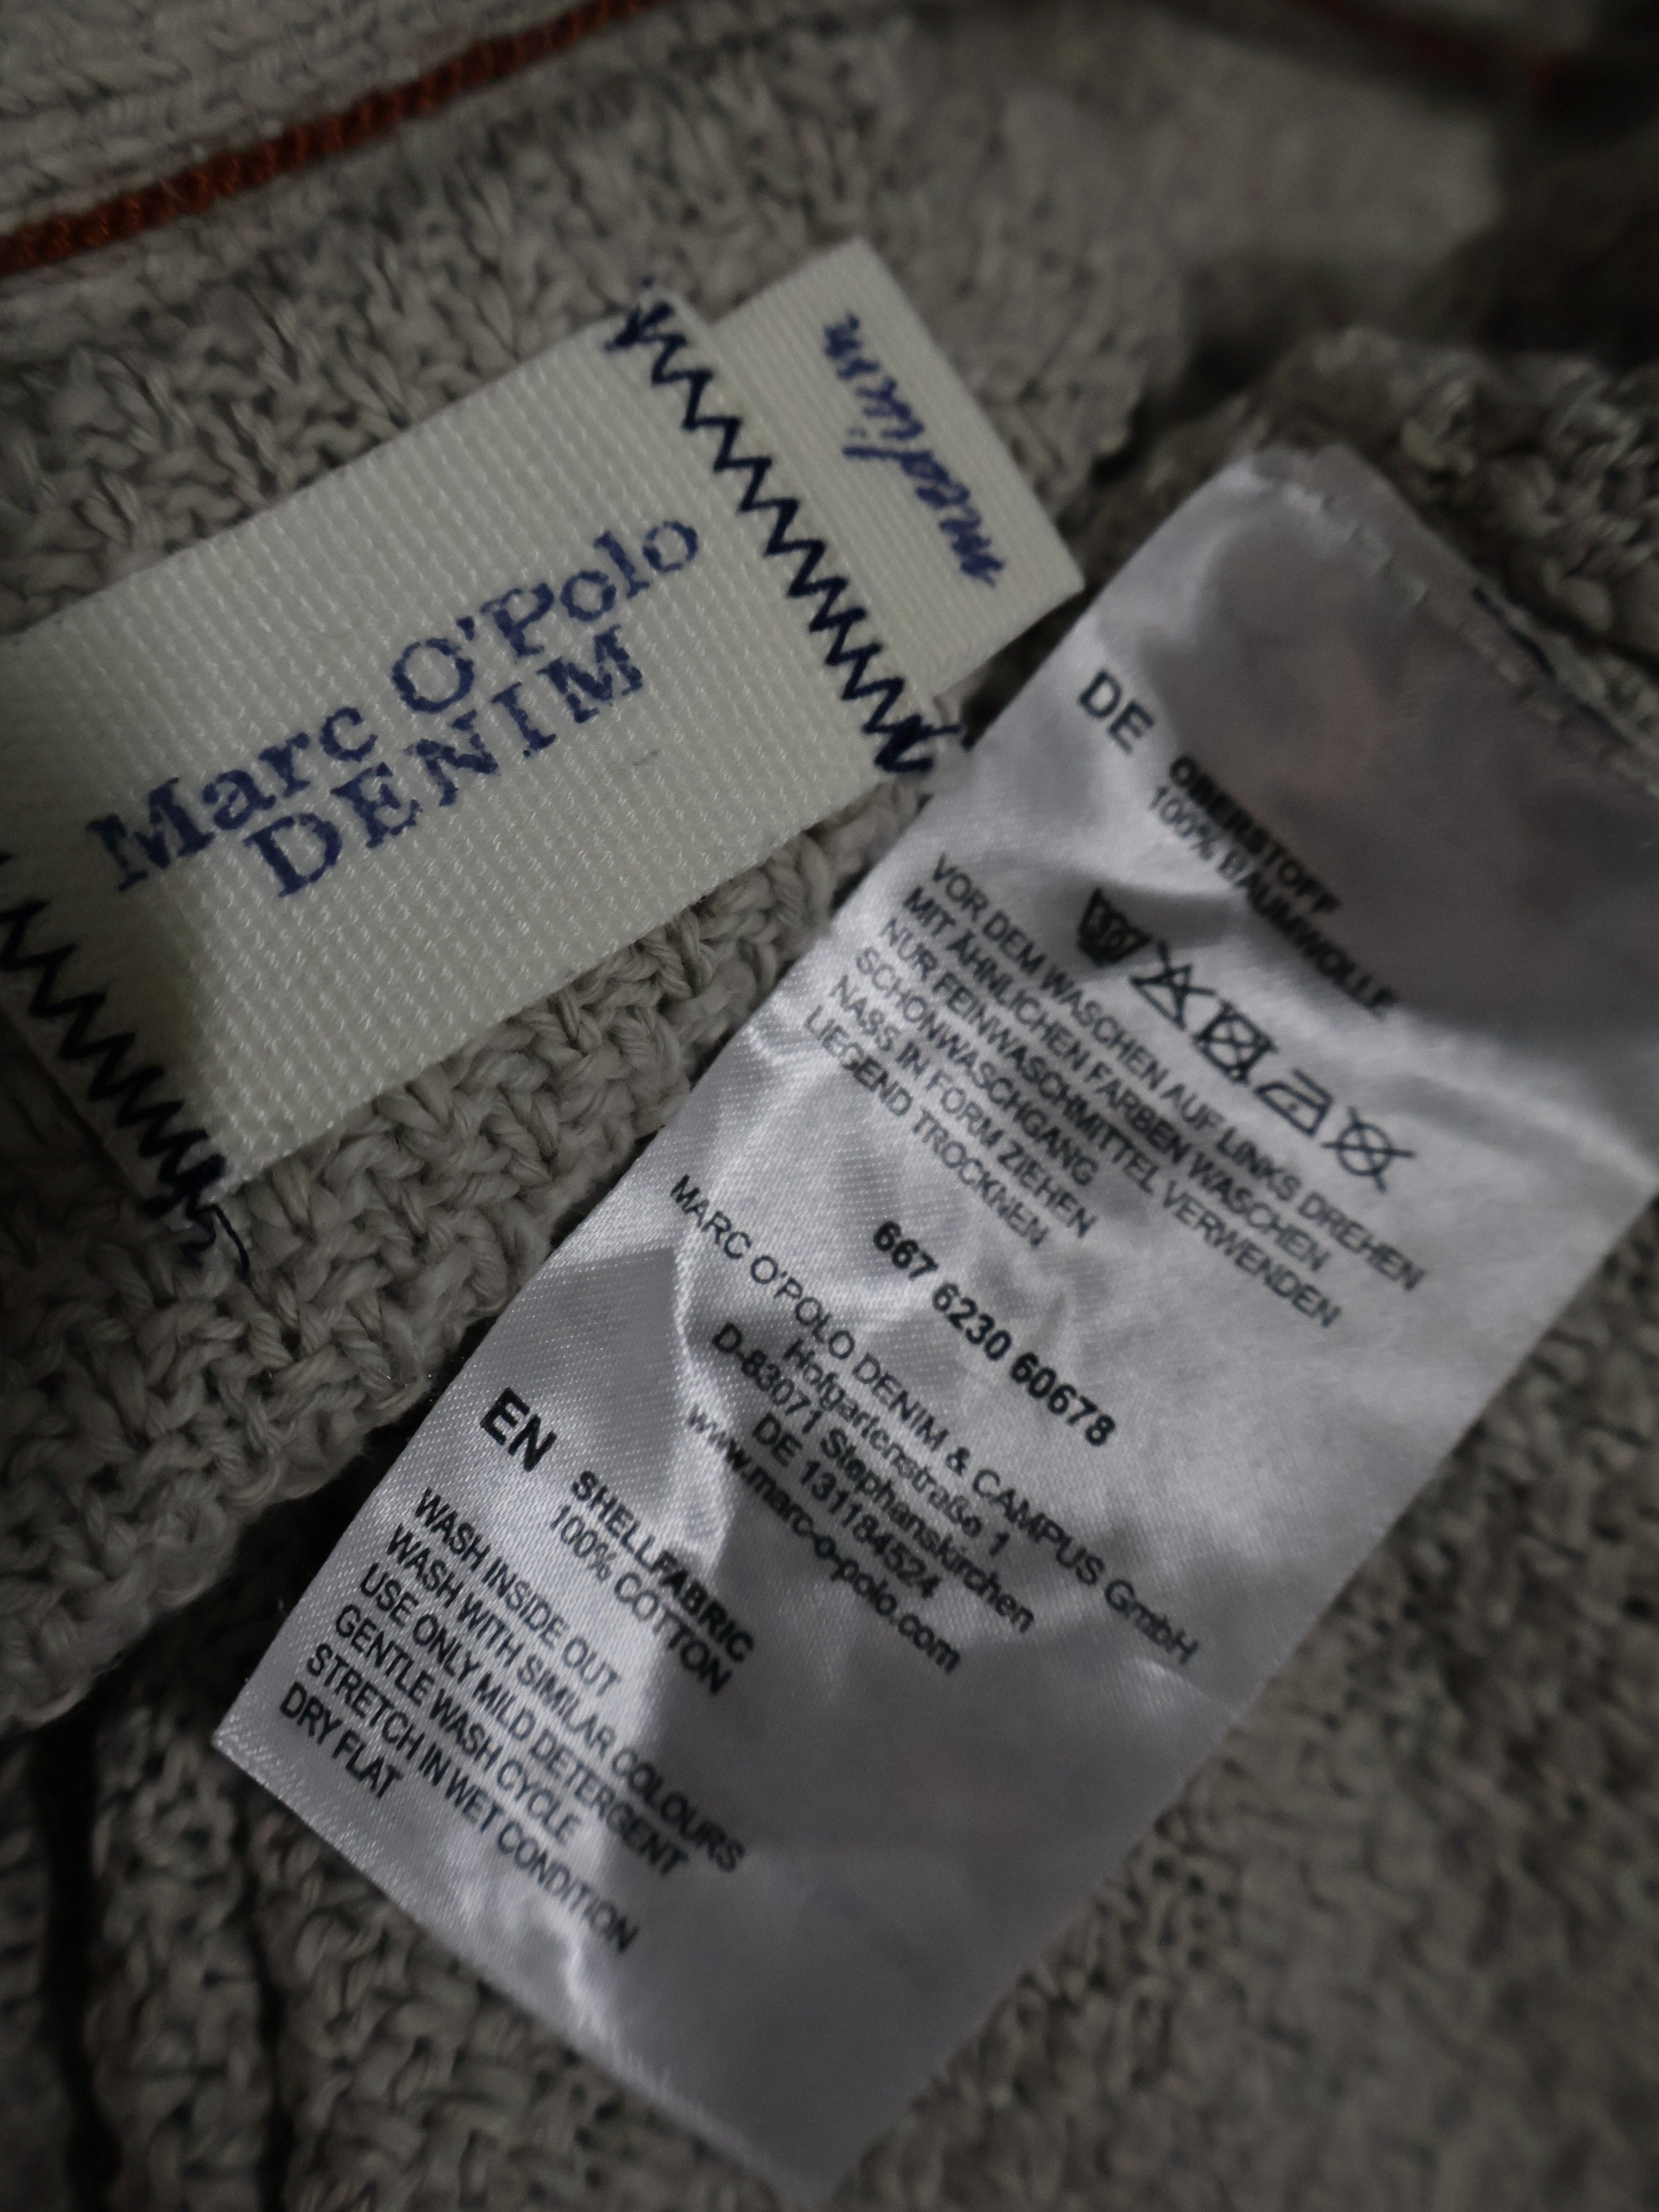 Marc O'Polo
DENIM
medium
DE
OBERSTOFF
100% BAUMWOLLE
30
VOR DEM WASCHEN AUF LINKS DREHEN
MIT ÄHNLICHEN FARBEN WASCHEN
NUR FEINWASCHMITTEL VERWENDEN
SCHONWASCHGANG
NASS IN FORM ZIEHEN
LIEGEND TROCKNEN
667 6230 60678
MARC O'POLO DENIM & CAMPUS GmbH
Hofgartenstraße 1
D-83071 Stephanskirchen
DE 131184524
www.marc-o-polo.com
EN
SHELLFABRIC
100% COTTON
WASH INSIDE OUT
WASH WITH SIMILAR COLOURS
USE ONLY MILD DETERGENT
GENTLE WASH CYCLE
STRETCH IN WET CONDITION
DRY FLAT